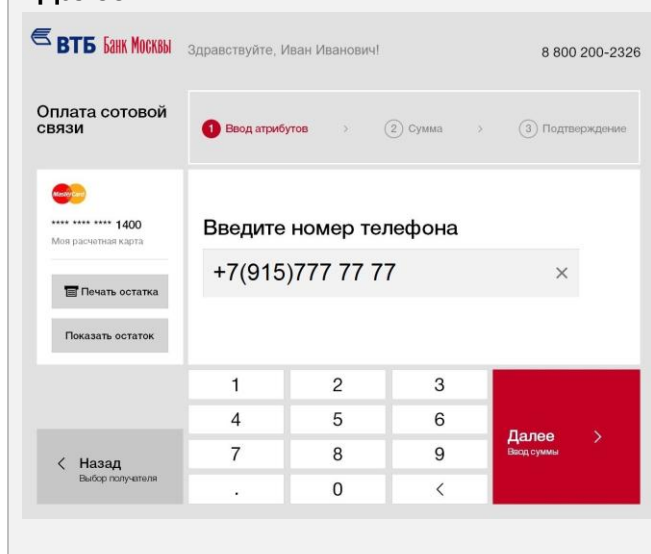 ВТБ Банк Москвы
Здравствуйте, Иван Иванович!
8 800 200-2326
Оплата сотовой
связи
1 Ввод атрибутов > 2 Сумма > 3 Подтверждение
MasterCard
**** **** **** 1400
Моя расчетная карта
Печать остатка
Показать остаток
Введите номер телефона
+7(915)777 77 77 ×
1 2 3
4 5 6
7 8 9
. 0 <
< Назад
Выбор получателя
Далее >
Ввод суммы